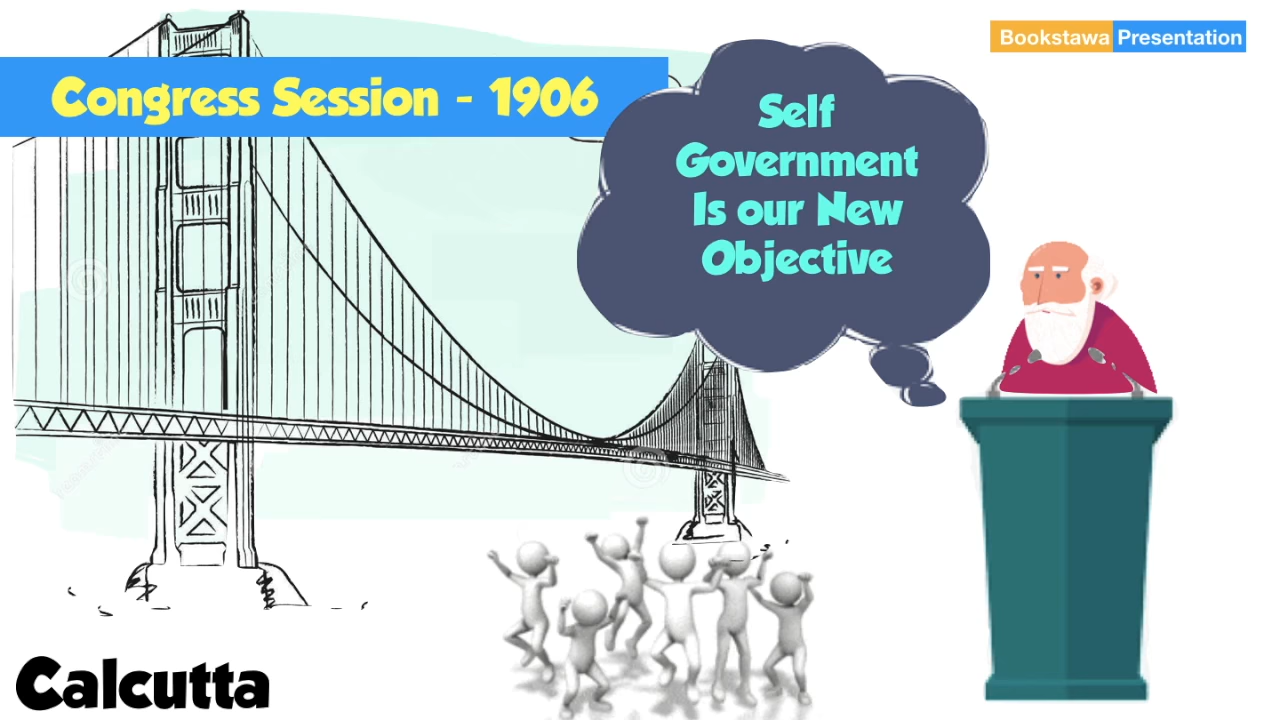 Bookstawa Presentation
Congress Session - 1906
Self
Government
Is our New
Objective
Calcutta